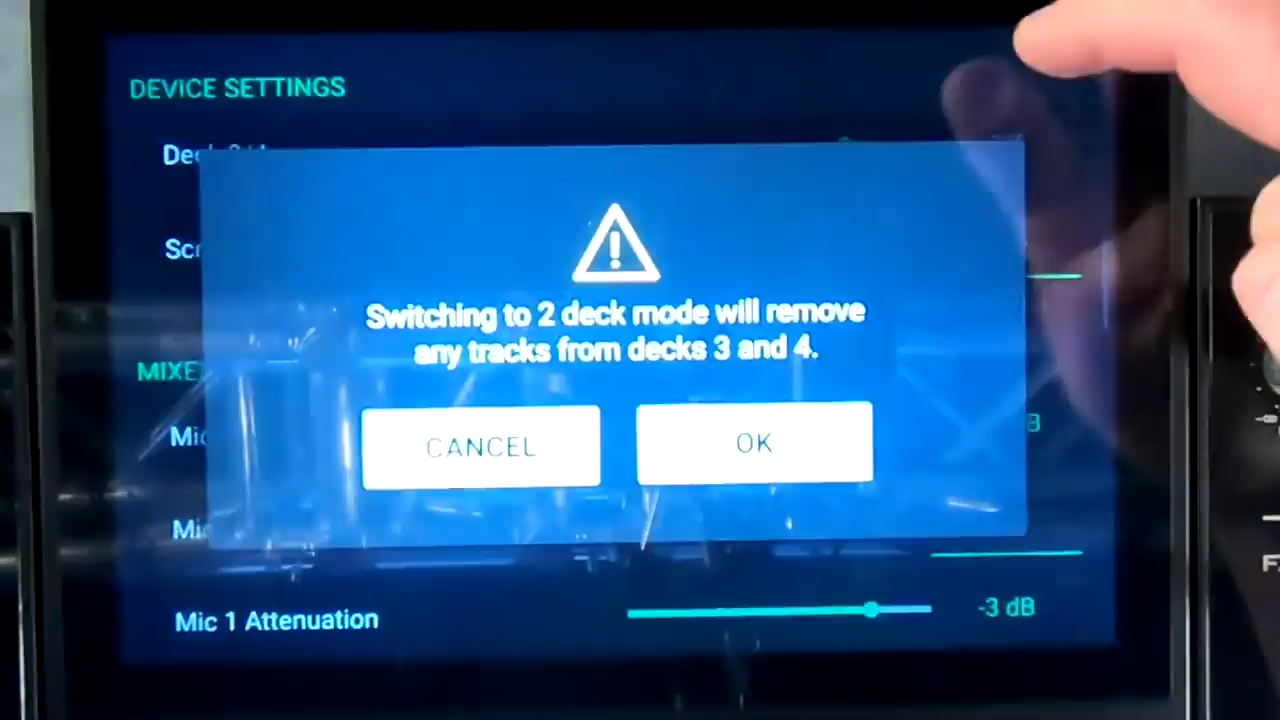 DEVICE SETTINGS
Switching to 2 deck mode will remove
any tracks from decks 3 and 4.
CANCEL
OK
Mic 1 Attenuation
-3 dB